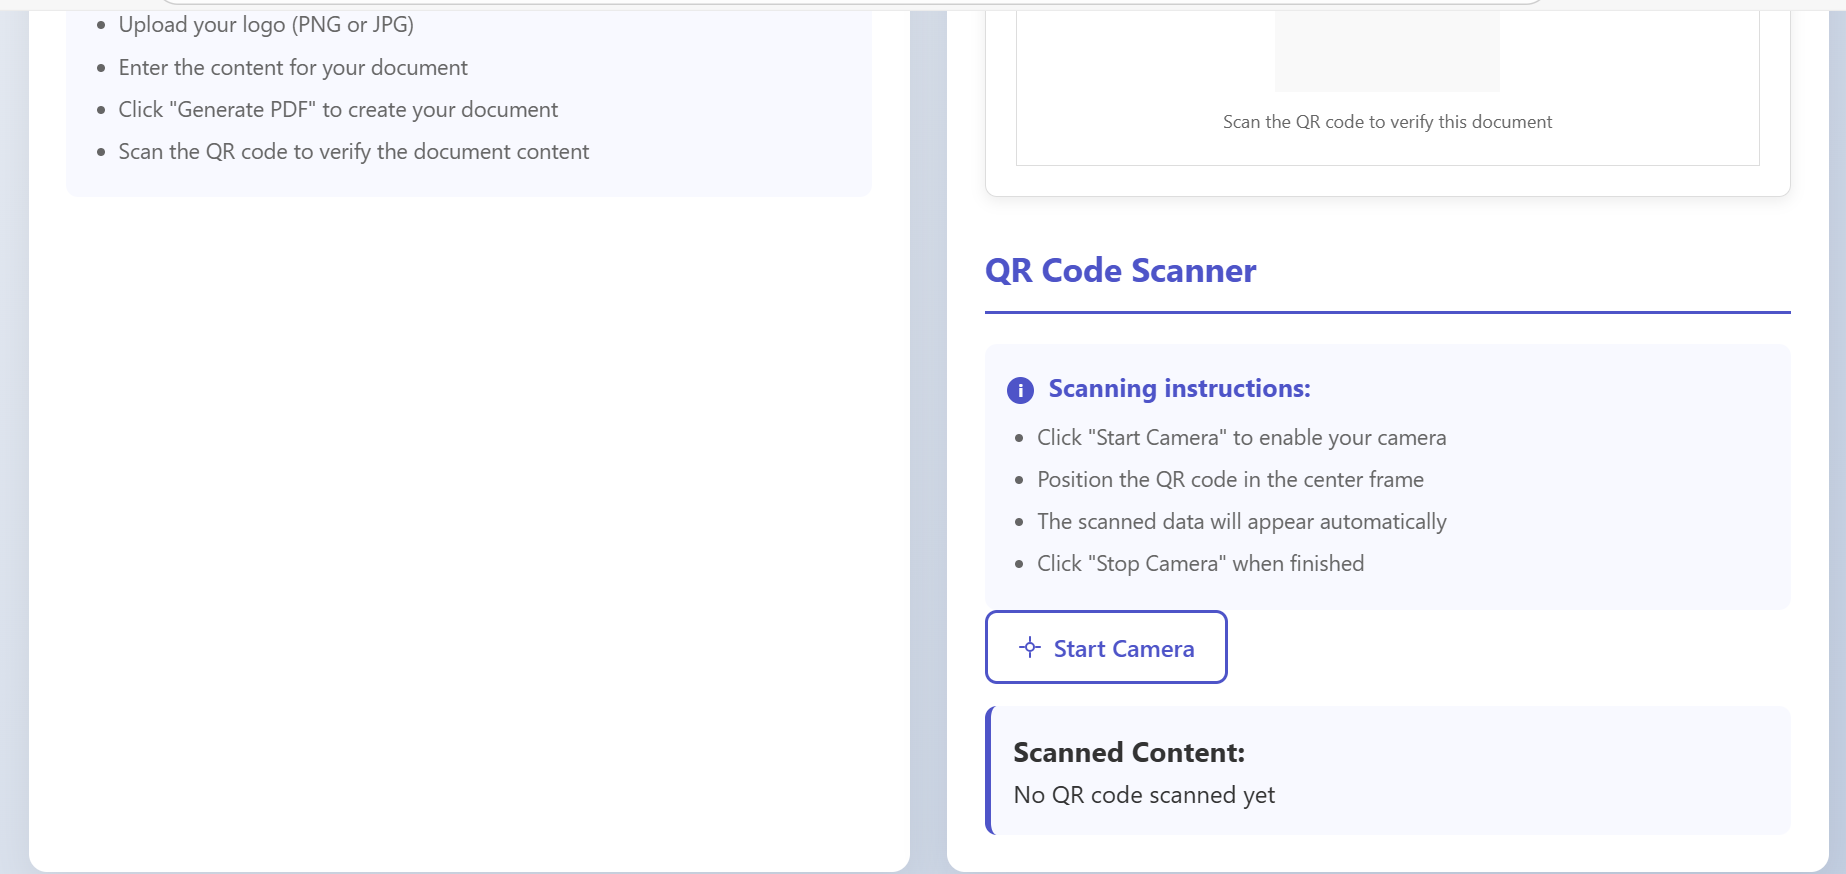 Upload your logo (PNG or JPG)
Enter the content for your document
Click "Generate PDF" to create your document
Scan the QR code to verify the document content
Scan the QR code to verify this document
QR Code Scanner
i Scanning instructions:
Click "Start Camera" to enable your camera
Position the QR code in the center frame
The scanned data will appear automatically
Click "Stop Camera" when finished
Start Camera
Scanned Content:
No QR code scanned yet